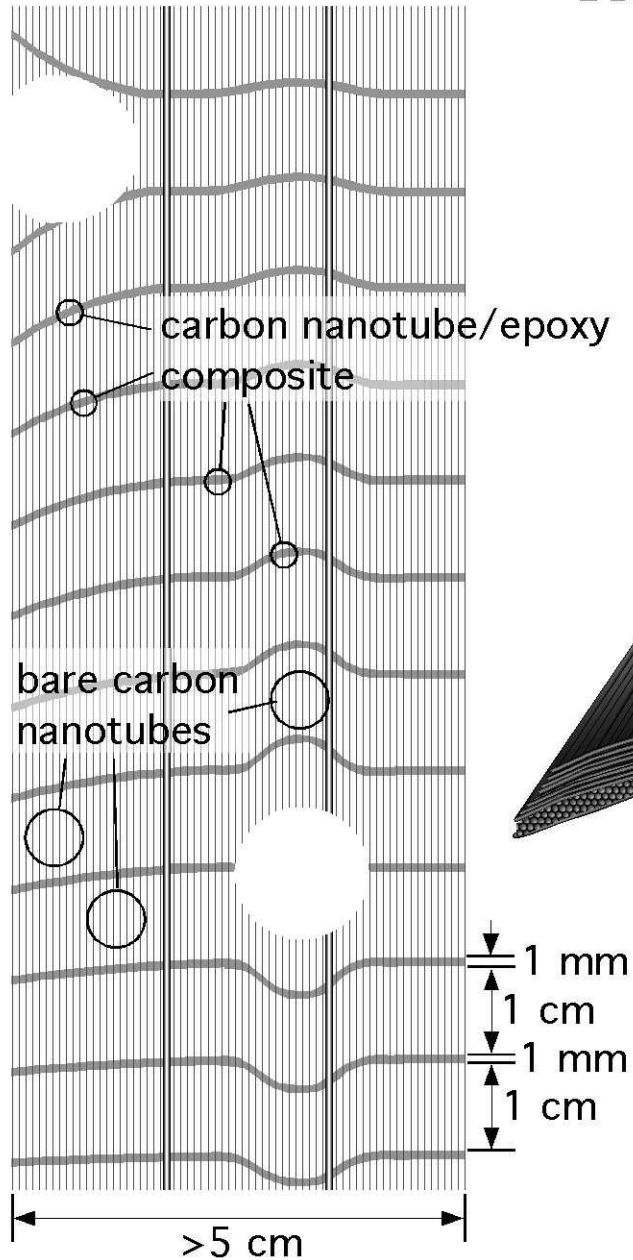 carbon nanotube/epoxy
composite
bare carbon
nanotubes
1 mm
1 cm
1 mm
1 cm
>5 cm